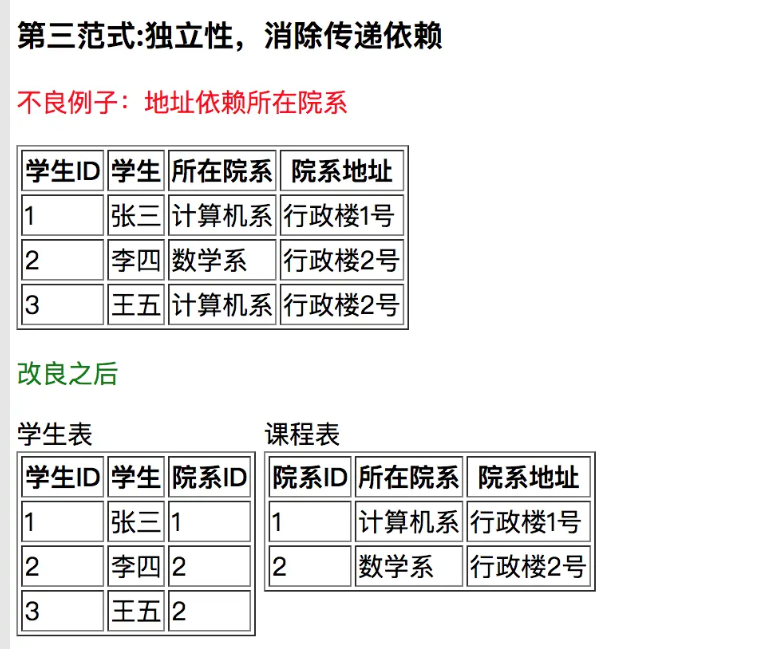 第三范式:独立性，消除传递依赖
不良例子：地址依赖所在院系
学生ID 学生 所在院系 院系地址
1 张三 计算机系 行政楼1号
2 李四 数学系 行政楼2号
3 王五 计算机系 行政楼2号
改良之后
学生表
学生ID 学生 院系ID
1 张三 1
2 李四 2
3 王五 2
课程表
院系ID 所在院系 院系地址
1 计算机系 行政楼1号
2 数学系 行政楼2号